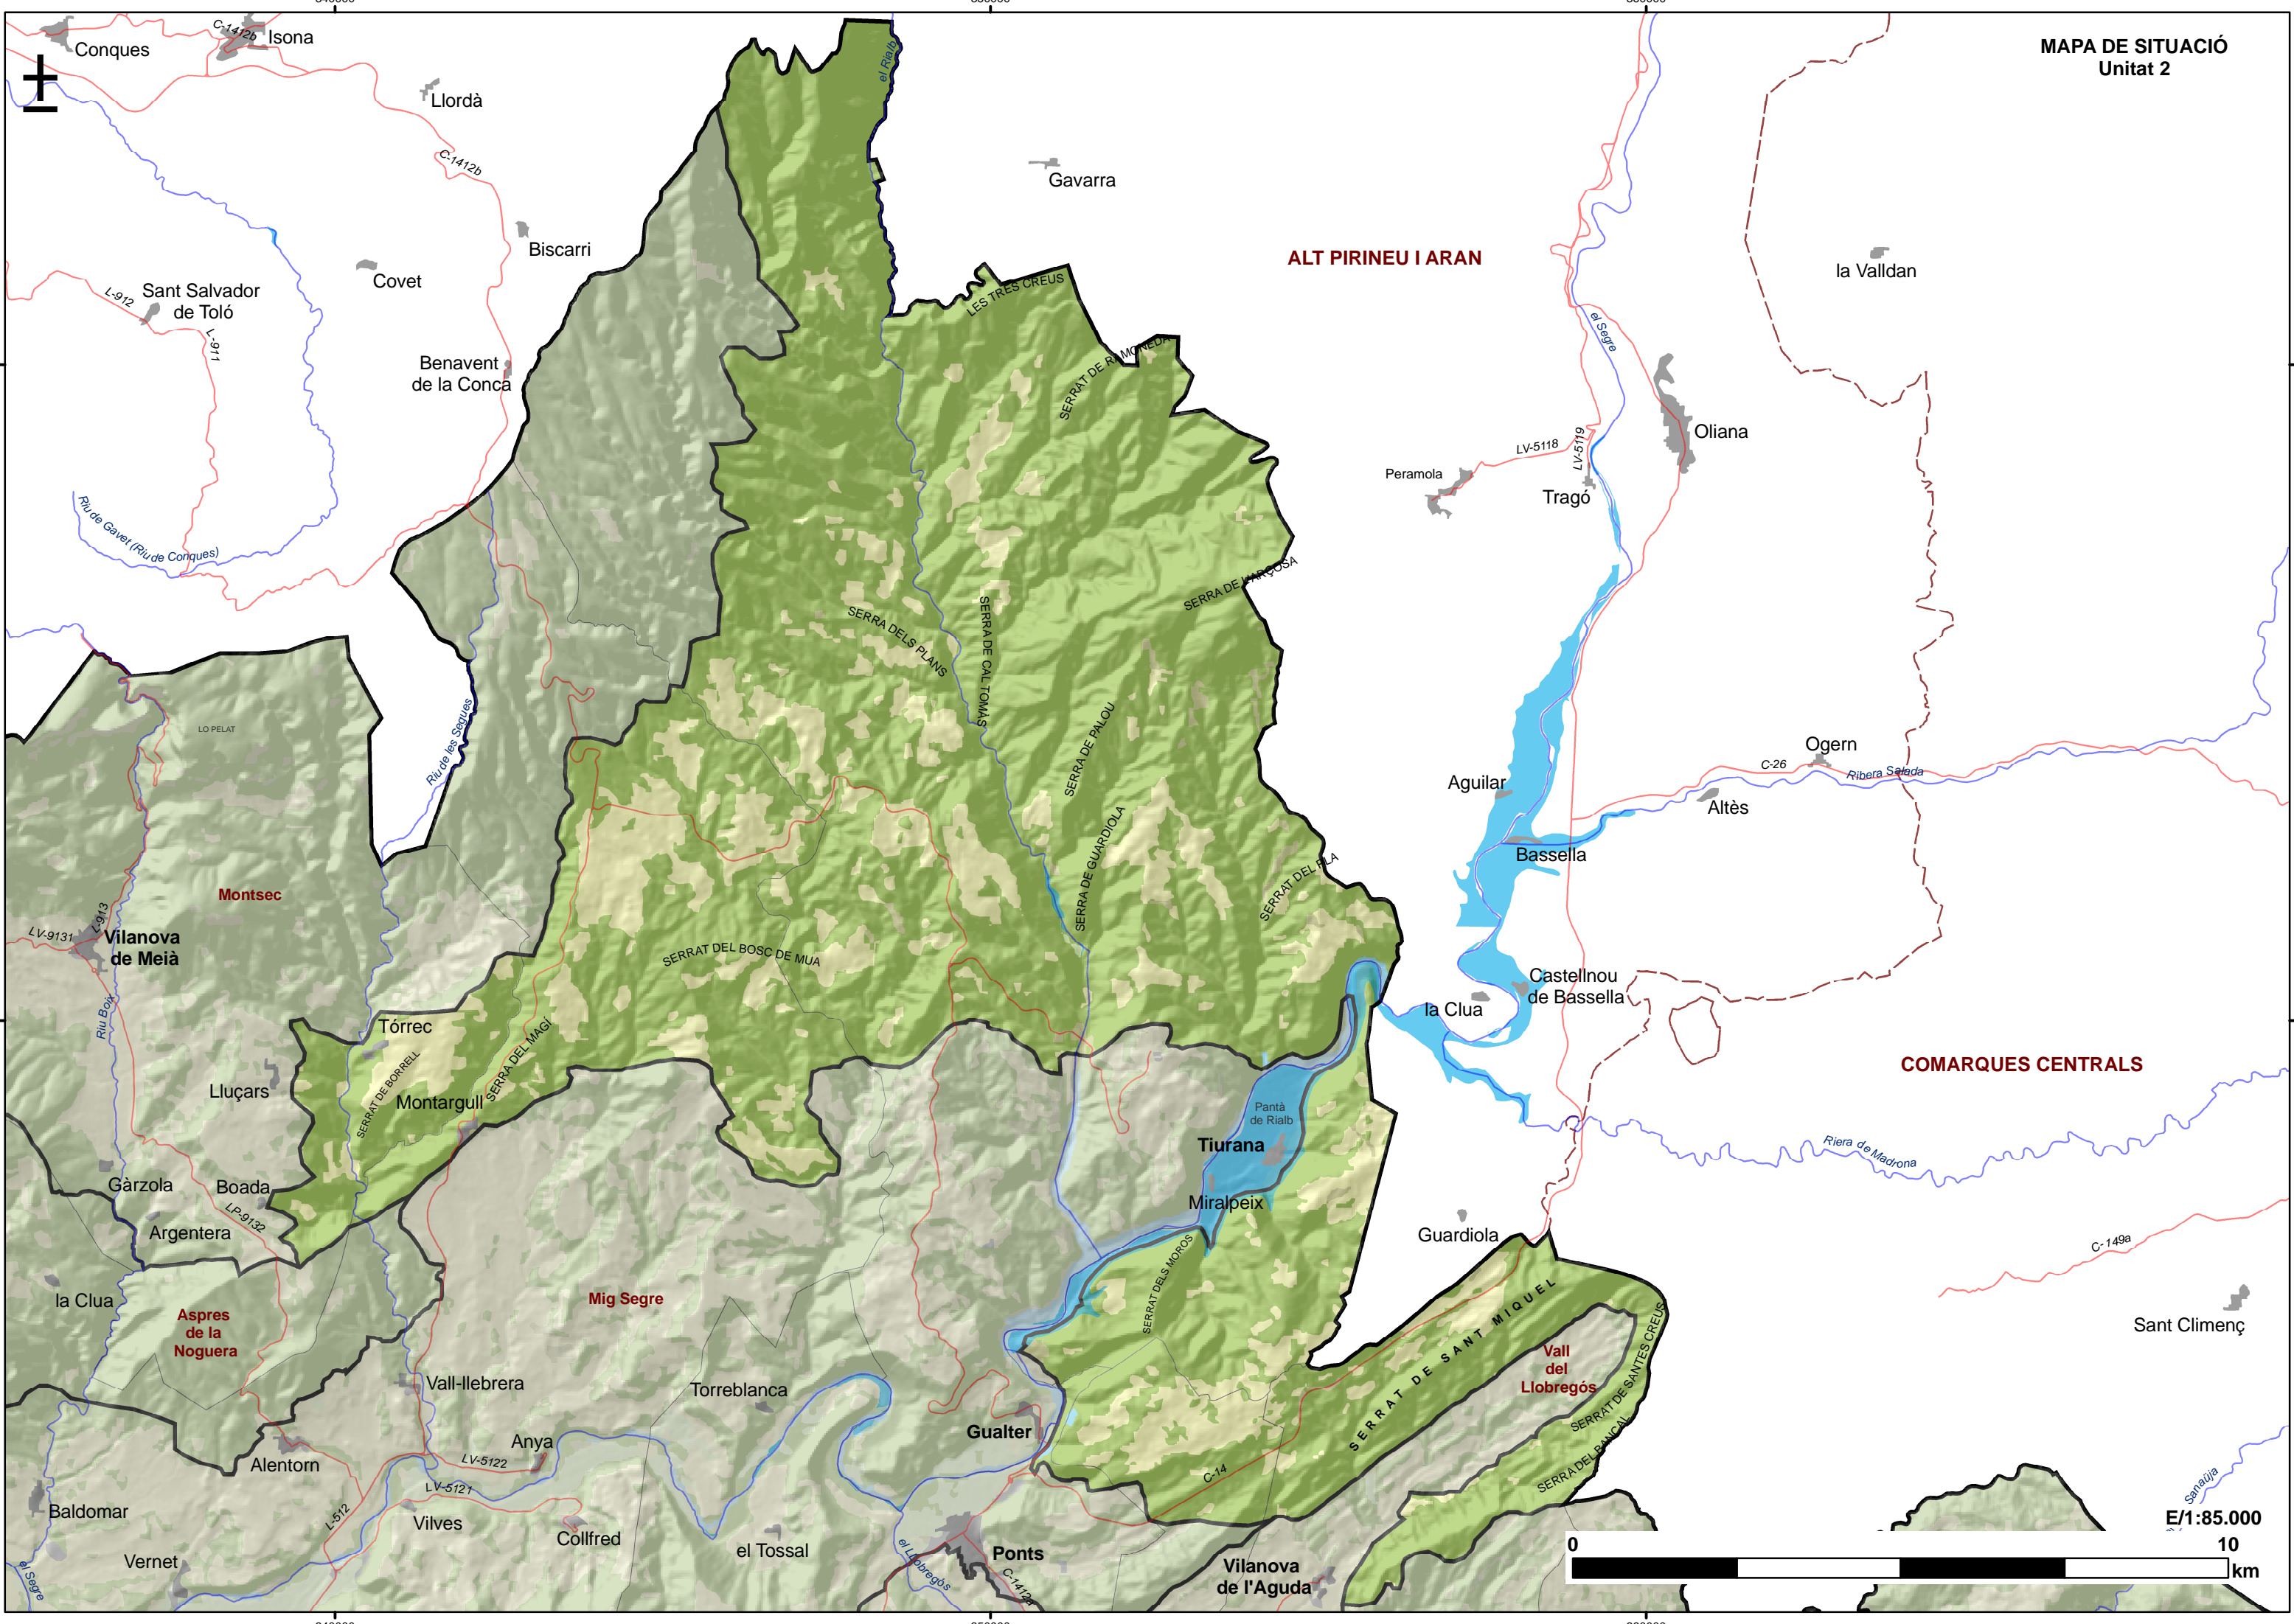 MAPA DE SITUACIÓ
Unitat 2
Conques
C-1412b
Isona
Llordà
C-1412b
el Rialb
Gavarra
Biscarri
Covet
ALT PIRINEU I ARAN
la Valldan
L-912
Sant Salvador
de Toló
L-911
LES TRES CREUS
el Segre
Benavent
de la Conca
SERRAT DE RAMONEDA
Oliana
LV-5118
LV-5119
Peramola
Tragó
Riu de Gavet (Riu de Conques)
SERRA DE L'ARÇOSA
SERRA DELS PLANS
SERRA DE CAL TOMÀS
LO PELAT
Riu de les Segues
SERRA DE PALOU
Ogern
C-26
Ribera Salada
Aguilar
Altès
SERRA DE GUARDIOLA
Bassella
SERRAT DEL PLA
Montsec
L-913
LV-9131
Vilanova
de Meià
SERRAT DEL BOSC DE MUA
Castellnou
de Bassella
la Clua
Riu Boix
Tórrec
SERRAT DE BORRELL
SERRA DEL MAGÍ
COMARQUES CENTRALS
Lluçars
Montargull
Pantà
de Rialb
Tiurana
Riera de Madrona
Gàrzola
Boada
Miralpeix
LP-9132
Argentera
Guardiola
C-149a
SERRAT DELS MOROS
la Clua
Mig Segre
Aspres
de la
Noguera
SERRAT DE SANT MIQUEL
Sant Climenç
Vall
del
Llobregós
SERRAT DE SANTES CREUS
Vall-llebrera
Torreblanca
Gualter
SERRA DEL BANCAL
Anya
Alentorn
LV-5122
C-14
LV-5121
Baldomar
L-512
Vilves
Collfred
Sanaüja
E/1:85.000
el Tossal
el Llobregós
Ponts
0
10
km
Vernet
el Segre
C-1412a
Vilanova
de l'Aguda